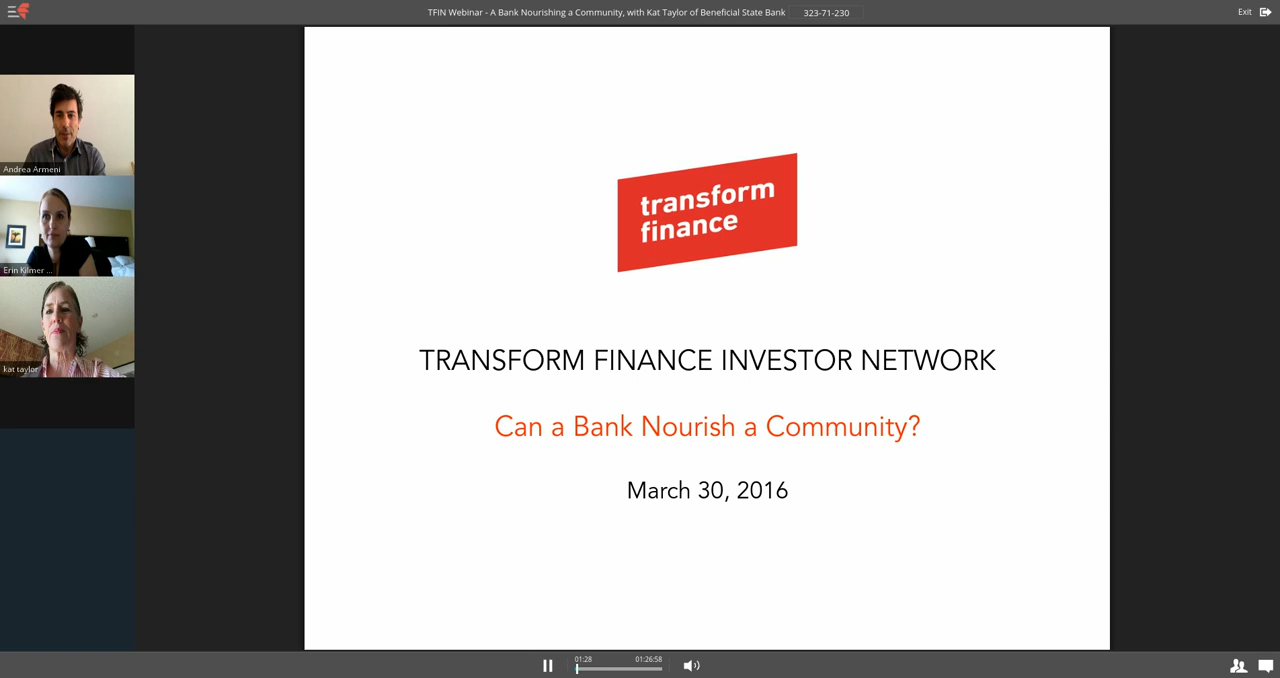 TFIN Webinar - A Bank Nourishing a Community, with Kat Taylor of Beneficial State Bank 323-71-230
Exit
Andrea Armeni
Erin Kilmer ...
kat taylor
transform
finance
TRANSFORM FINANCE INVESTOR NETWORK
Can a Bank Nourish a Community?
March 30, 2016
01:28 01:26:58